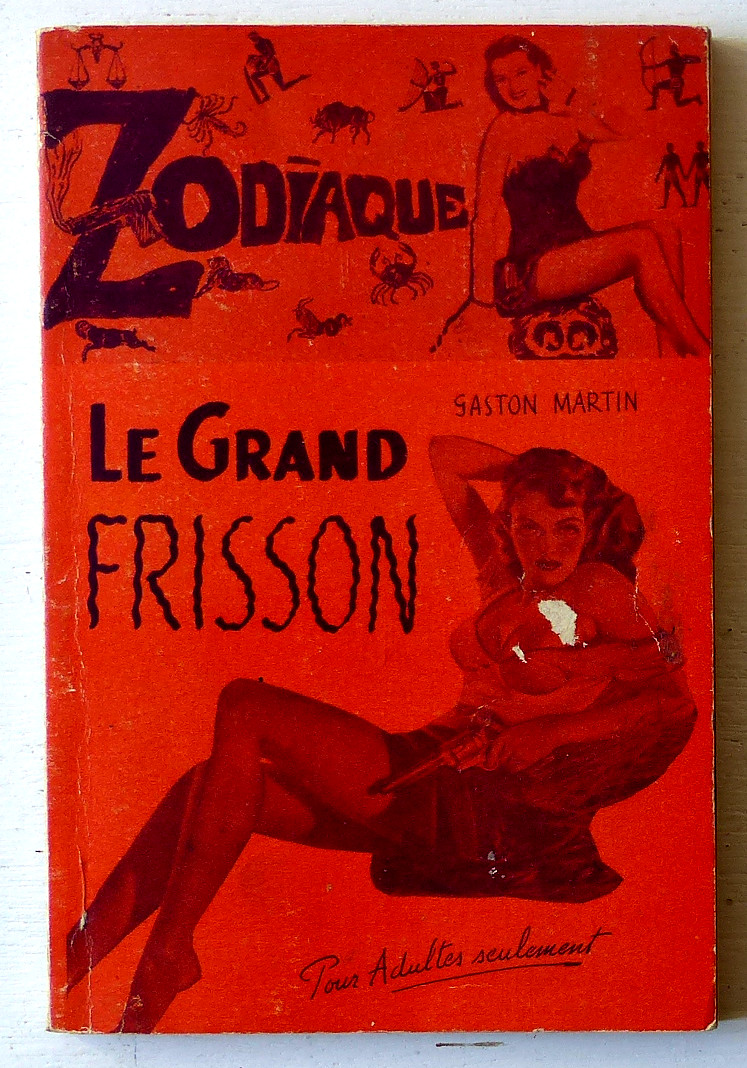 ZODIAQUE
GASTON MARTIN
LE GRAND
FRISSON
Pour Adultes seulement